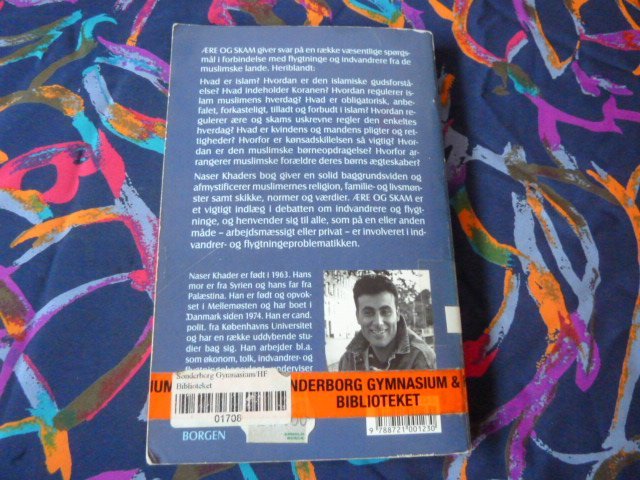 ÆRE OG SKAM giver svar på en række væsentlige spørgs-
mål i forbindelse med flygtninge og indvandrere fra de
muslimske lande. Heriblandt:
Hvad er islam? Hvordan er den islamiske gudsforstå-
else? Hvad indeholder Koranen? Hvordan regulerer is-
lam muslimens hverdag? Hvad er obligatorisk, anbe-
falet, forkasteligt, tilladt og forbudt i islam? Hvordan re-
gulerer ære og skams uskrevne regler den enkeltes
hverdag? Hvad er kvindens og mandens pligter og ret-
tigheder? Hvorfor er kønsadskillelsen så vigtig? Hvor-
dan er den muslimske børneopdragelse? Hvorfor ar-
rangerer muslimske forældre deres børns ægteskaber?
Naser Khaders bog giver en solid baggrundsviden og
afmystificerer muslimernes religion, familie- og livsmøn-
ster samt skikke, normer og værdier. ÆRE OG SKAM er
et vigtigt indlæg i debatten om indvandrere og flygt-
ninge, og henvender sig til alle, som på en eller anden
måde – arbejdsmæssigt eller privat – er involveret i ind-
vandrer- og flygtningeproblematikken.
Naser Khader er født i 1963. Hans
mor er fra Syrien og hans far fra
Palæstina. Han er født og opvok-
set i Mellemøsten og har boet i
Danmark siden 1974. Han er cand.
polit. fra Københavns Universitet
og har en række uddybende stu-
dier bag sig. Han arbejder bl.a.
som økonom, tolk, indvandrer- og
underviser
Sønderborg Gymnasium HF
Biblioteket
01708
NDERBORG GYMNASIUM &
BIBLIOTEKET
BORGEN
9 788721 001230